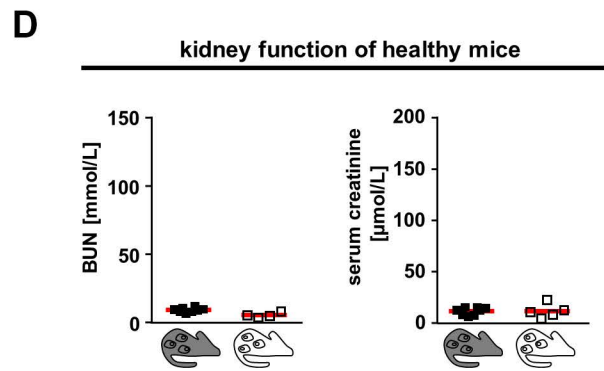 D
kidney function of healthy mice
BUN [mmol/L]
150
100
50
0
serum creatinine
[µmol/L]
200
150
100
50
0